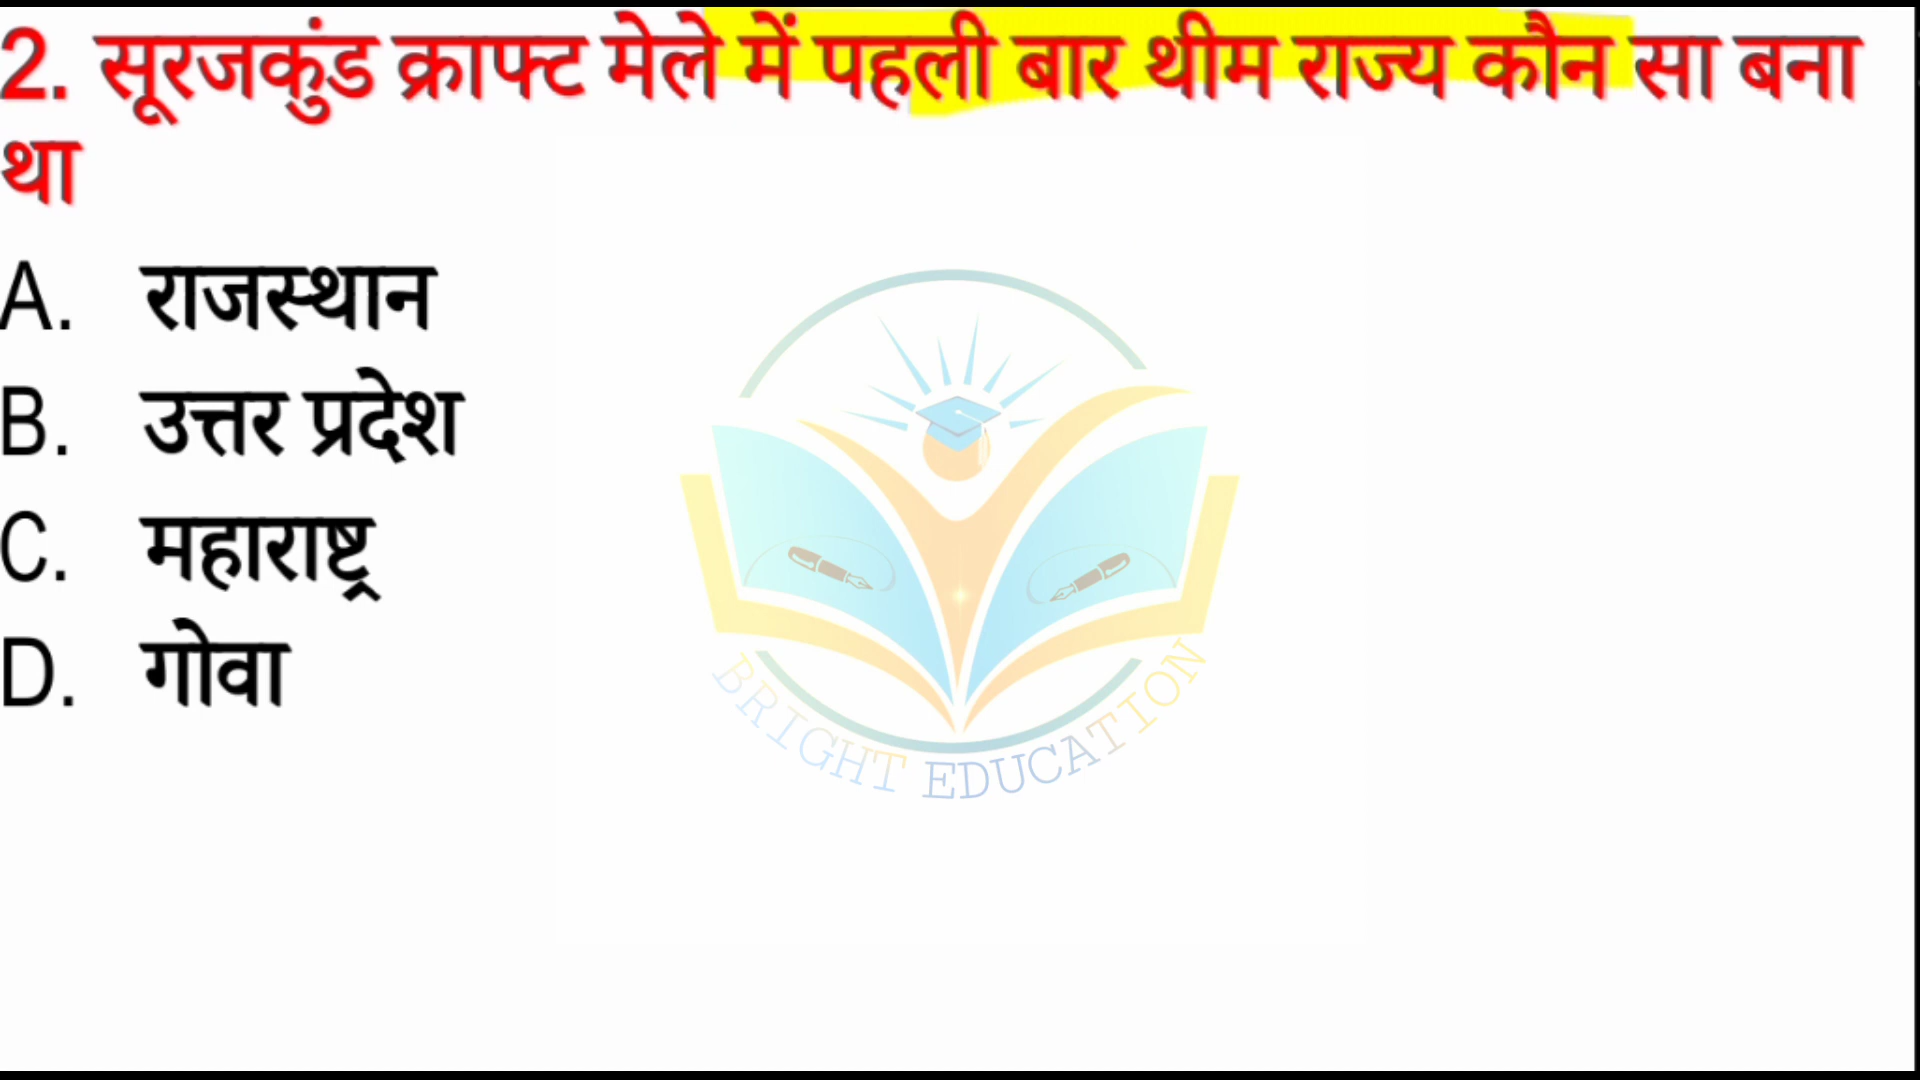 2. सूरजकुंड क्राफ्ट मेले में पहली बार थीम राज्य कौन सा बना
था
A. राजस्थान
B. उत्तर प्रदेश
C. महाराष्ट्र
D. गोवा
BRIGHT EDUCATION